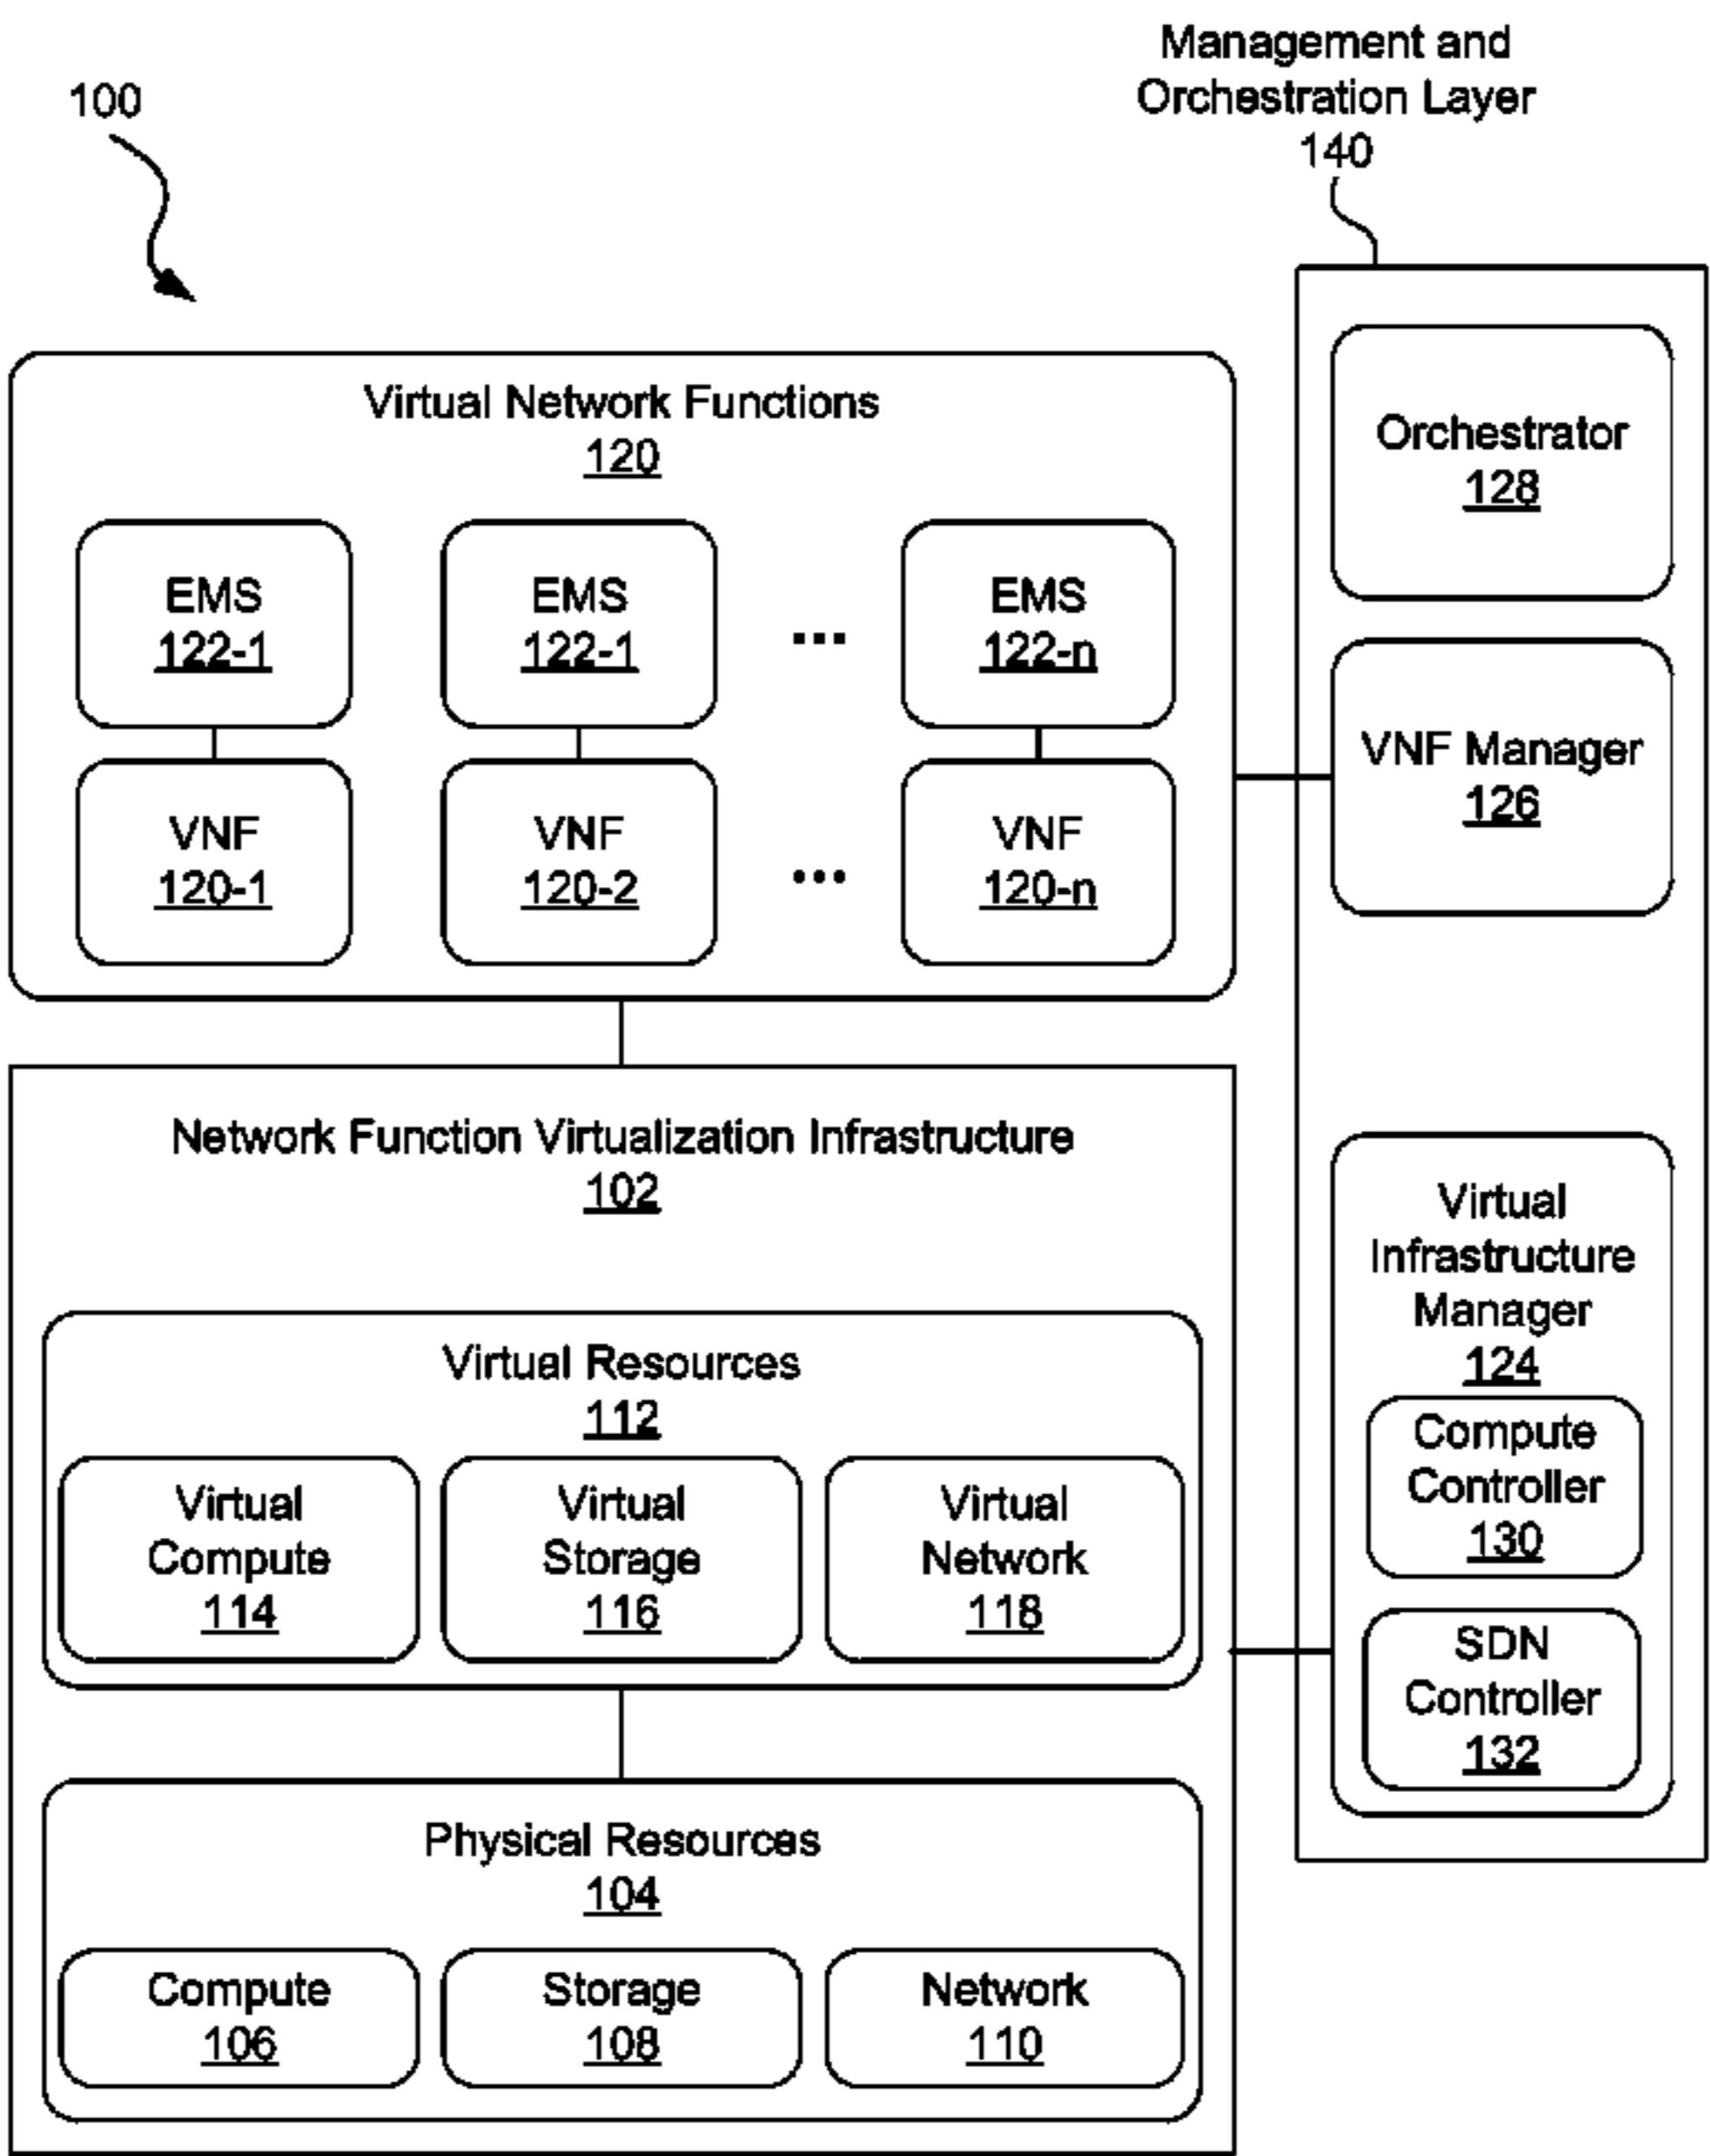 Management and
Orchestration Layer
140
100
Virtual Network Functions
120
EMS
122-1
EMS
122-1
...
EMS
122-n
VNF
120-1
VNF
120-2
...
VNF
120-n
Orchestrator
128
VNF Manager
126
Network Function Virtualization Infrastructure
102
Virtual Resources
112
Virtual
Compute
114
Virtual
Storage
116
Virtual
Network
118
Physical Resources
104
Compute
106
Storage
108
Network
110
Virtual
Infrastructure
Manager
124
Compute
Controller
130
SDN
Controller
132